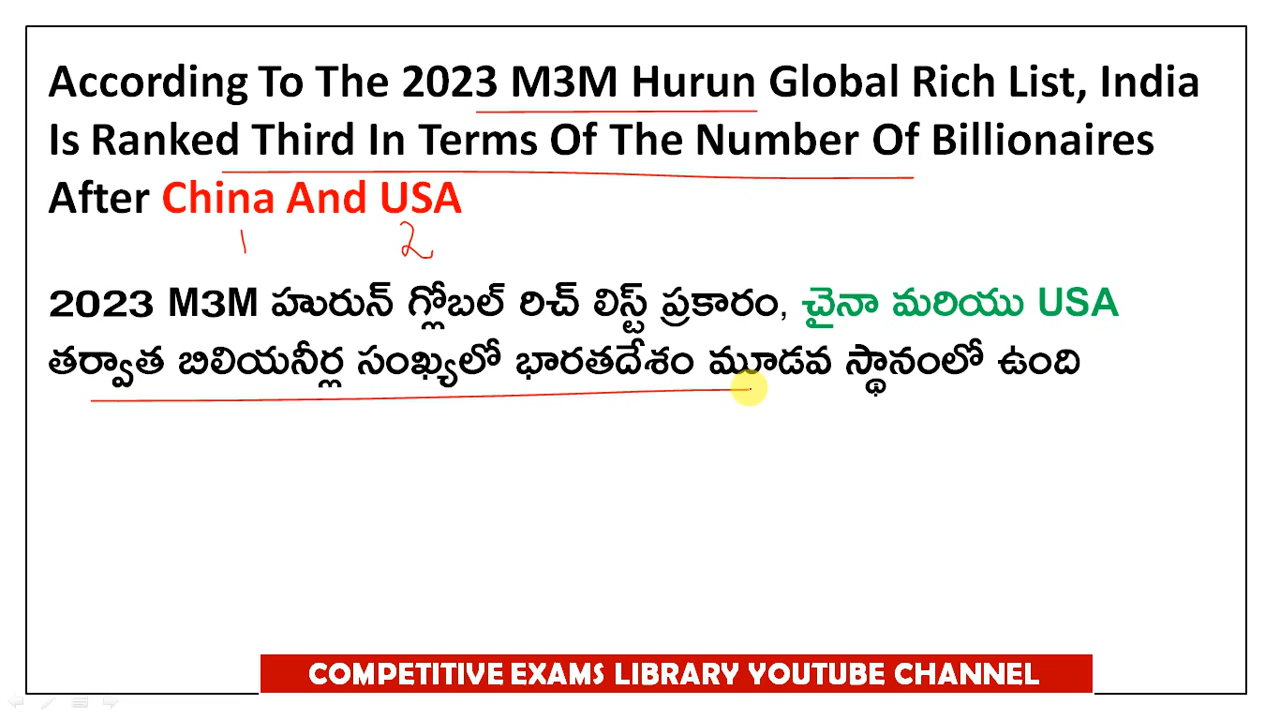 According To The 2023 M3M Hurun Global Rich List, India
Is Ranked Third In Terms Of The Number Of Billionaires
After China And USA
1 2
2023 M3M హురున్ గ్లోబల్ రిచ్ లిస్ట్ ప్రకారం, చైనా మరియు USA
తర్వాత బిలియనీర్ల సంఖ్యలో భారతదేశం మూడవ స్థానంలో ఉంది
COMPETITIVE EXAMS LIBRARY YOUTUBE CHANNEL